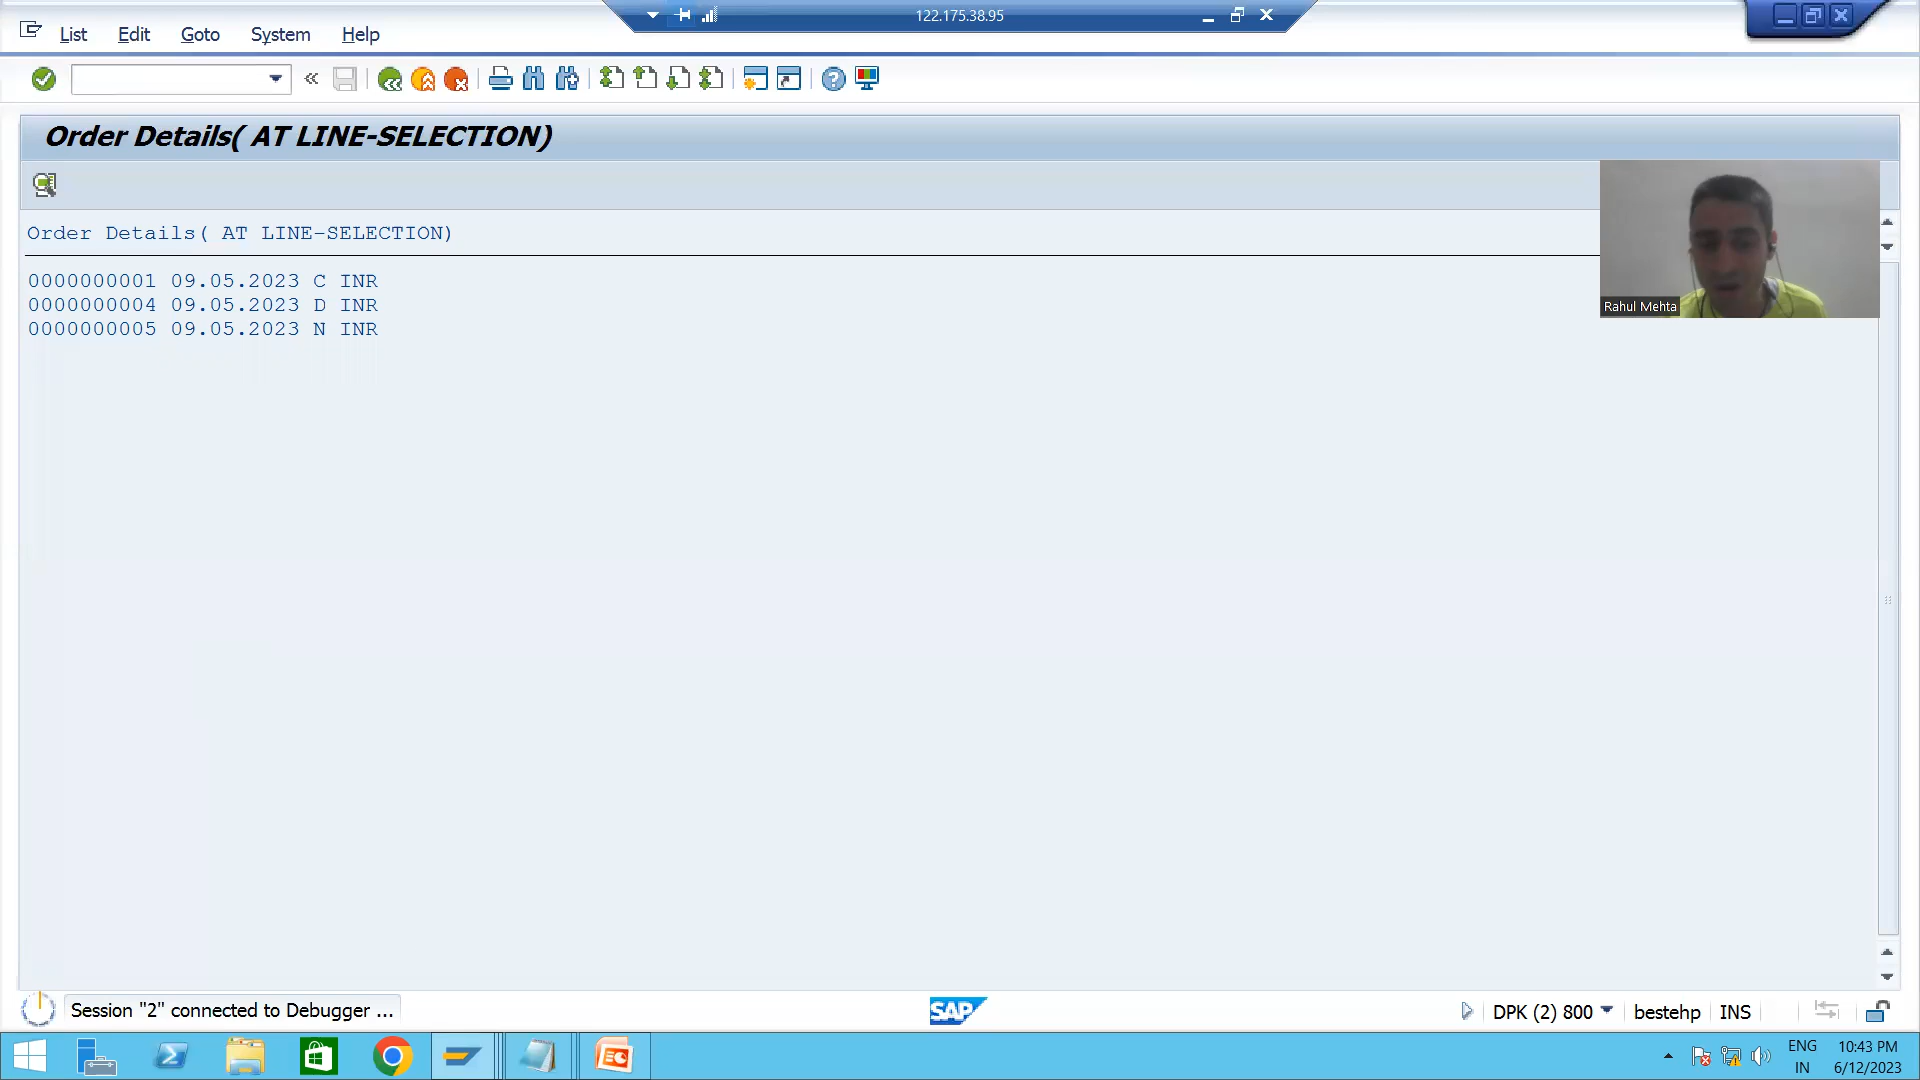 122.175.38.95
List Edit Goto System Help
Order Details( AT LINE-SELECTION)
Order Details( AT LINE-SELECTION)
0000000001 09.05.2023 C INR
0000000004 09.05.2023 D INR
0000000005 09.05.2023 N INR
Rahul Mehta
Session "2" connected to Debugger ...
SAP
DPK (2) 800
bestehp
INS
ENG
IN
10:43 PM
6/12/2023